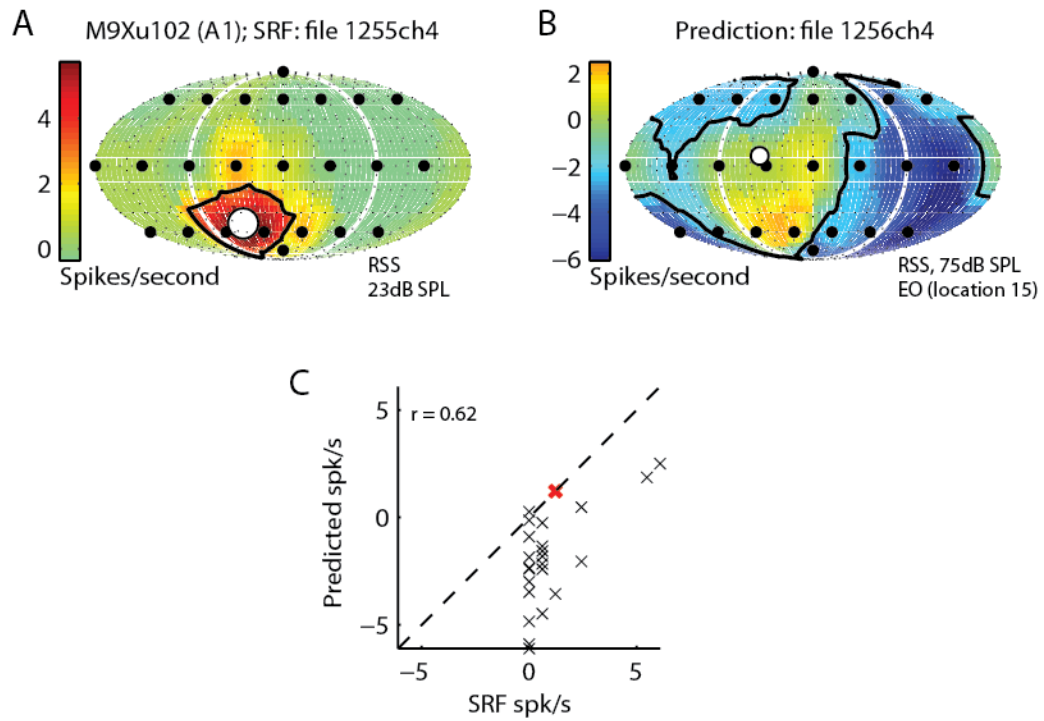 A
M9Xu102 (A1); SRF: file 1255ch4
4
2
0
Spikes/second
RSS
23dB SPL
B
Prediction: file 1256ch4
2
0
−2
−4
−6
Spikes/second
RSS, 75dB SPL
EO (location 15)
C
r = 0.62
5
0
−5
Predicted spk/s
−5
0
5
SRF spk/s